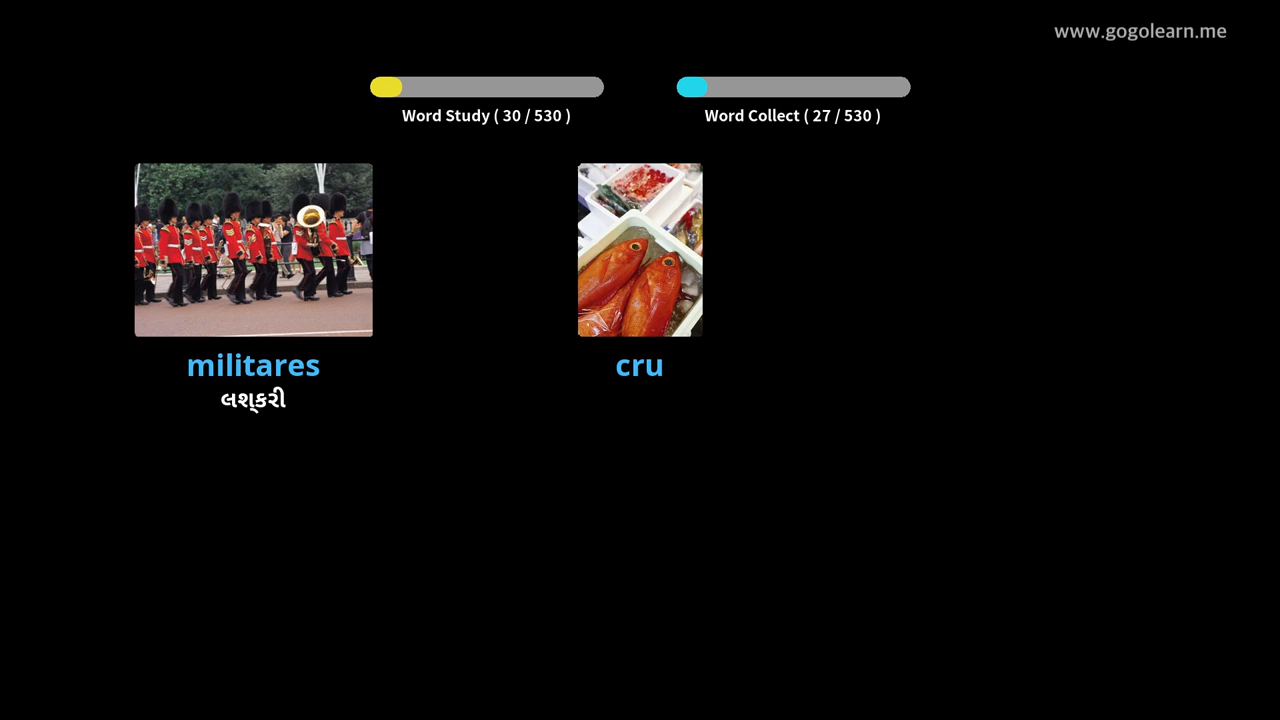 www.gogolearn.me
Word Study ( 30 / 530 )
Word Collect ( 27 / 530 )
militares
લશ્કરી
cru